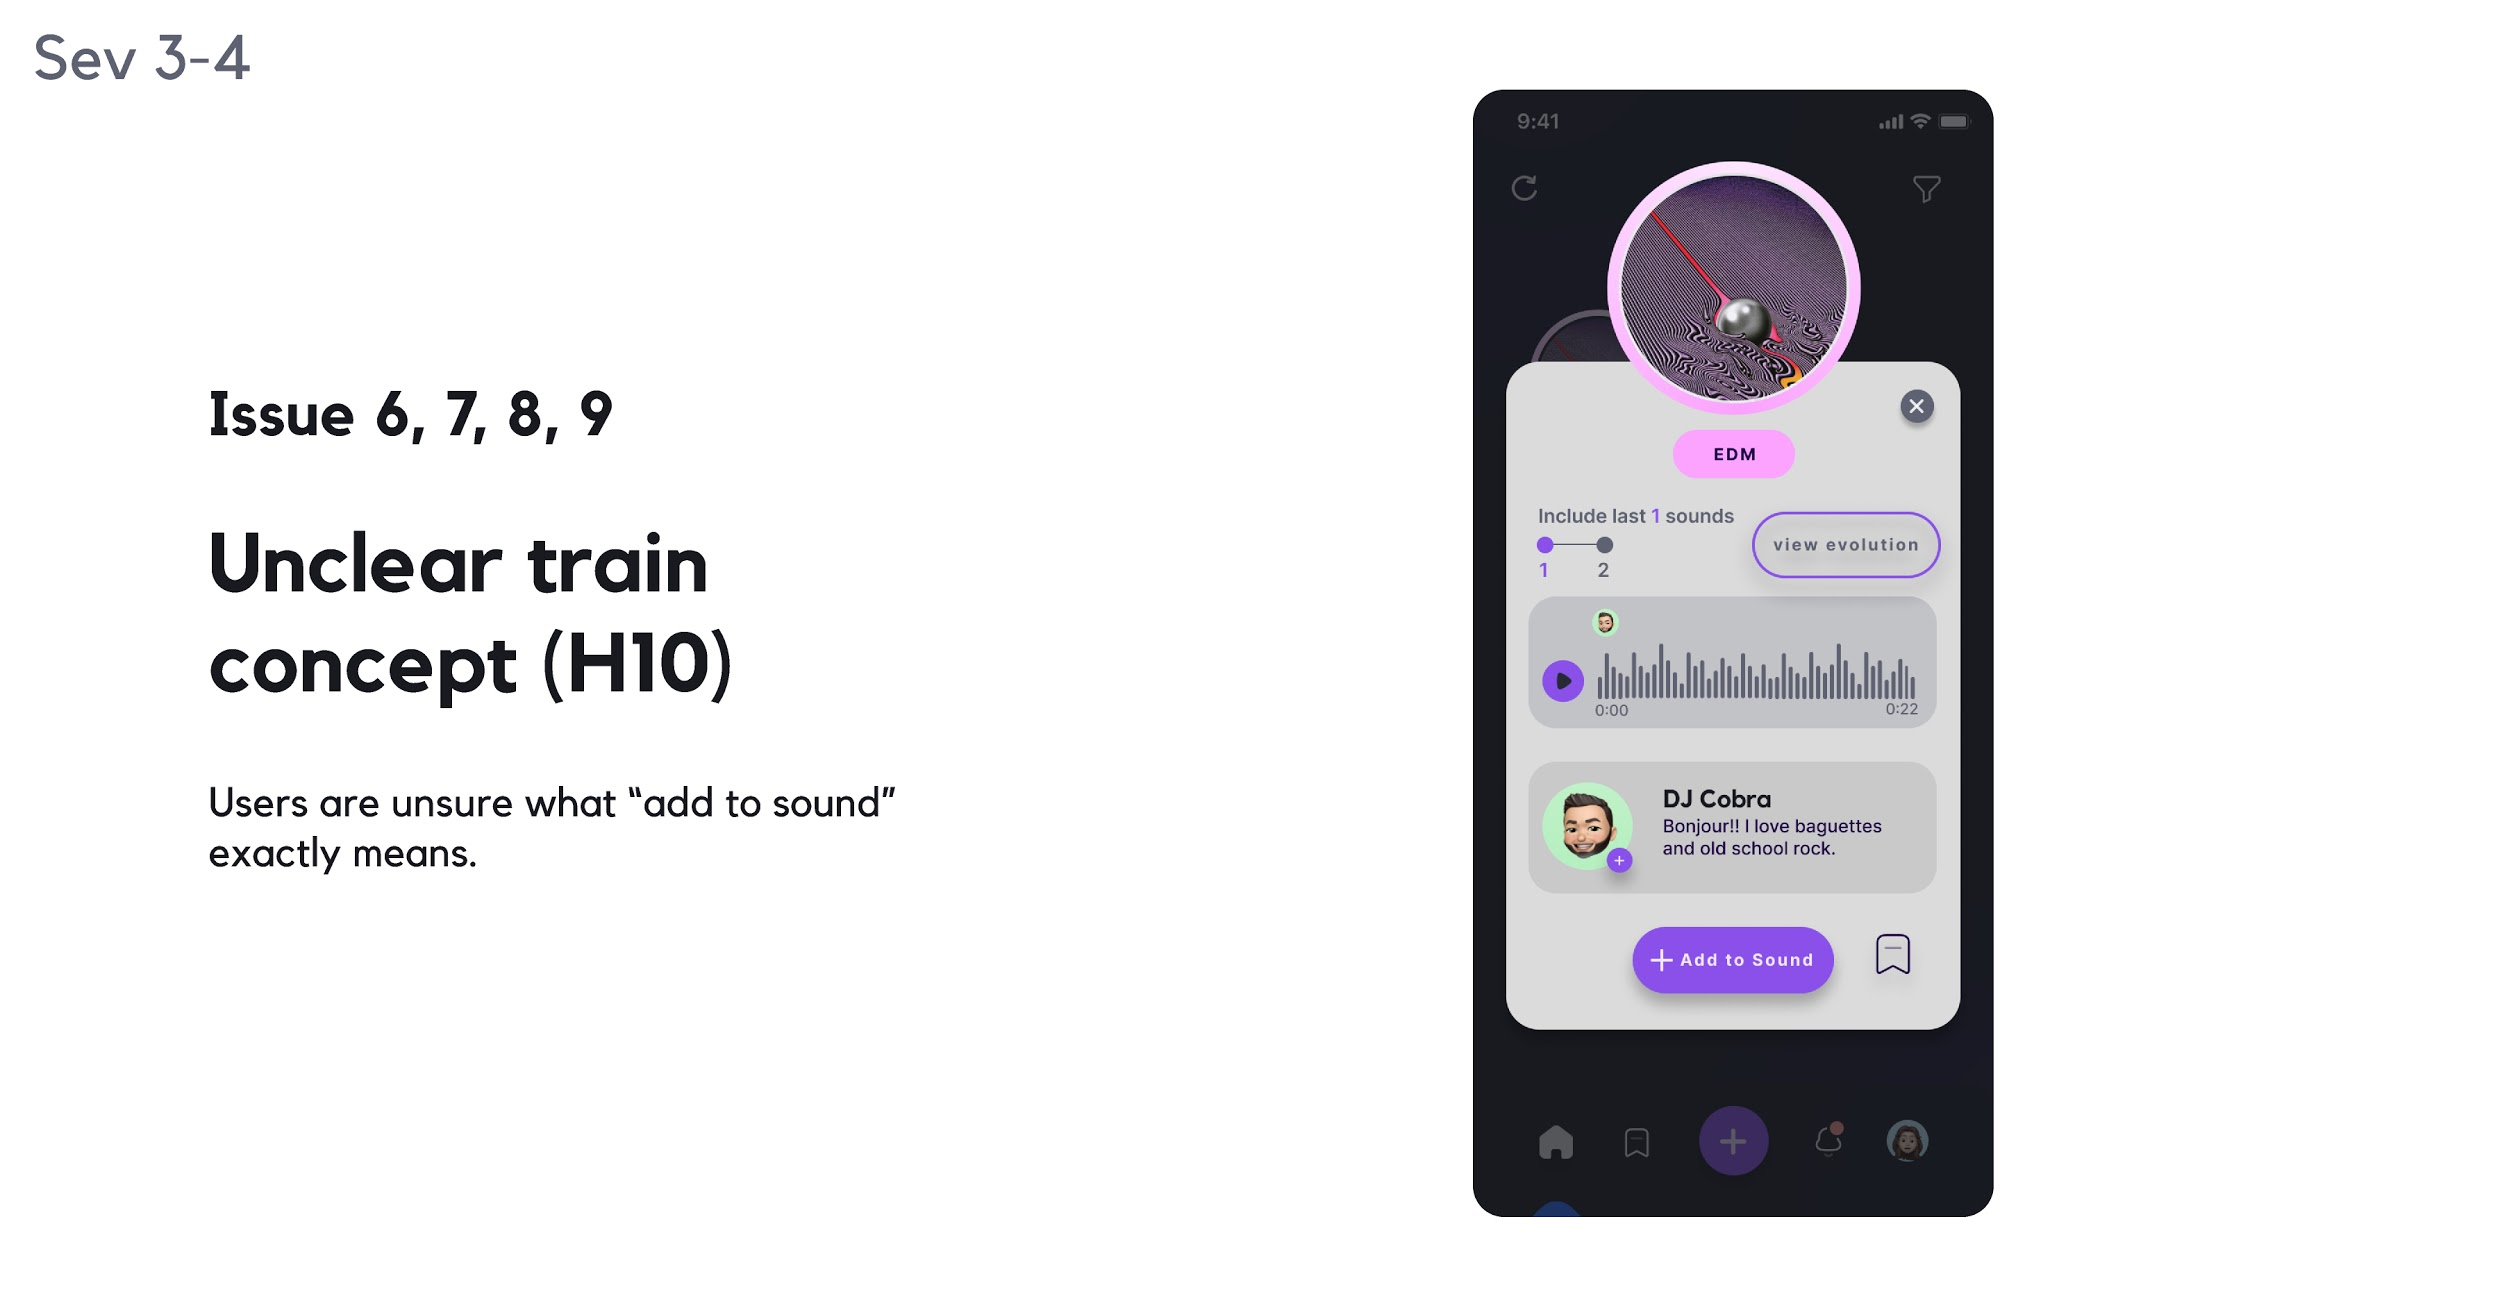 Sev 3-4
Issue 6, 7, 8, 9
Unclear train
concept (H10)
Users are unsure what “add to sound”
exactly means.
9:41
EDM
Include last 1 sounds
1
2
view evolution
0:00
0:22
DJ Cobra
Bonjour!! I love baguettes
and old school rock.
Add to Sound